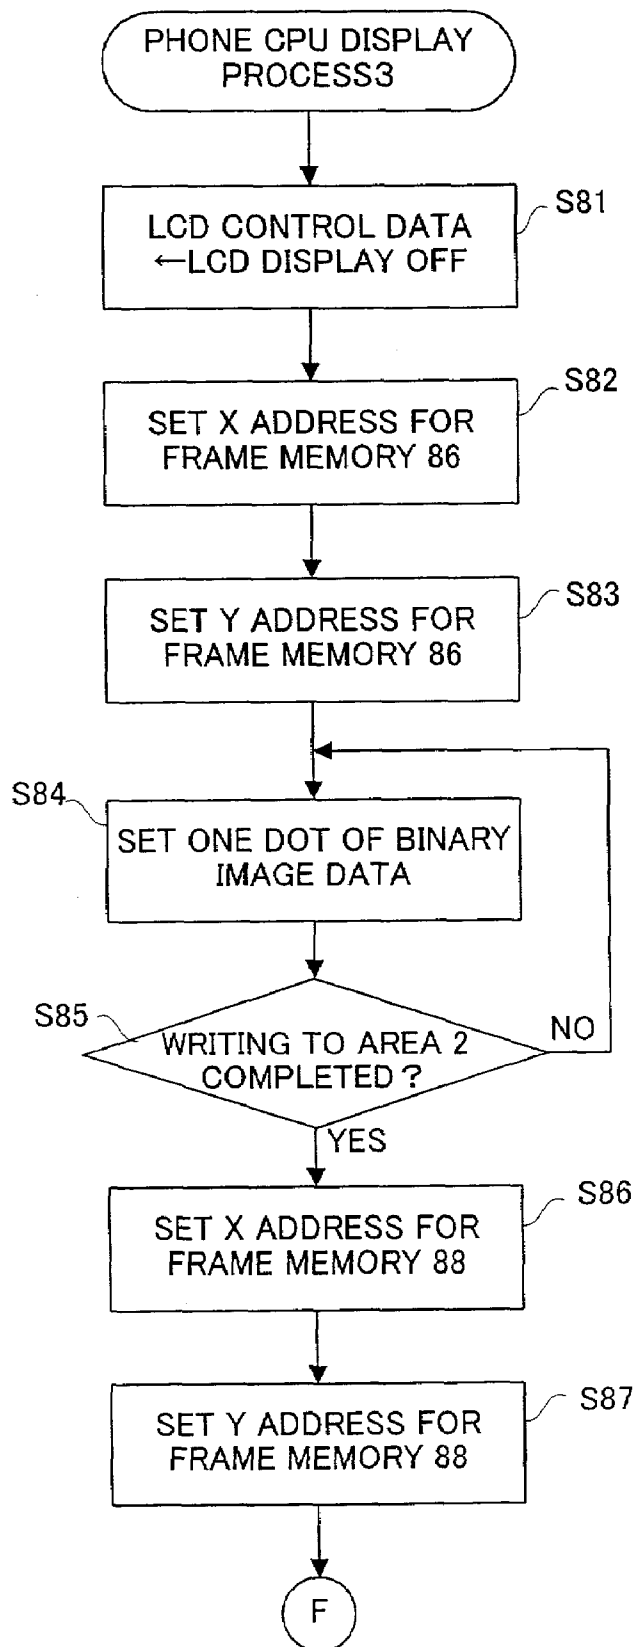 PHONE CPU DISPLAY
PROCESS3
S81
LCD CONTROL DATA
←LCD DISPLAY OFF
S82
SET X ADDRESS FOR
FRAME MEMORY 86
S83
SET Y ADDRESS FOR
FRAME MEMORY 86
S84
SET ONE DOT OF BINARY
IMAGE DATA
S85
WRITING TO AREA 2
COMPLETED?
NO
YES
S86
SET X ADDRESS FOR
FRAME MEMORY 88
S87
SET Y ADDRESS FOR
FRAME MEMORY 88
F